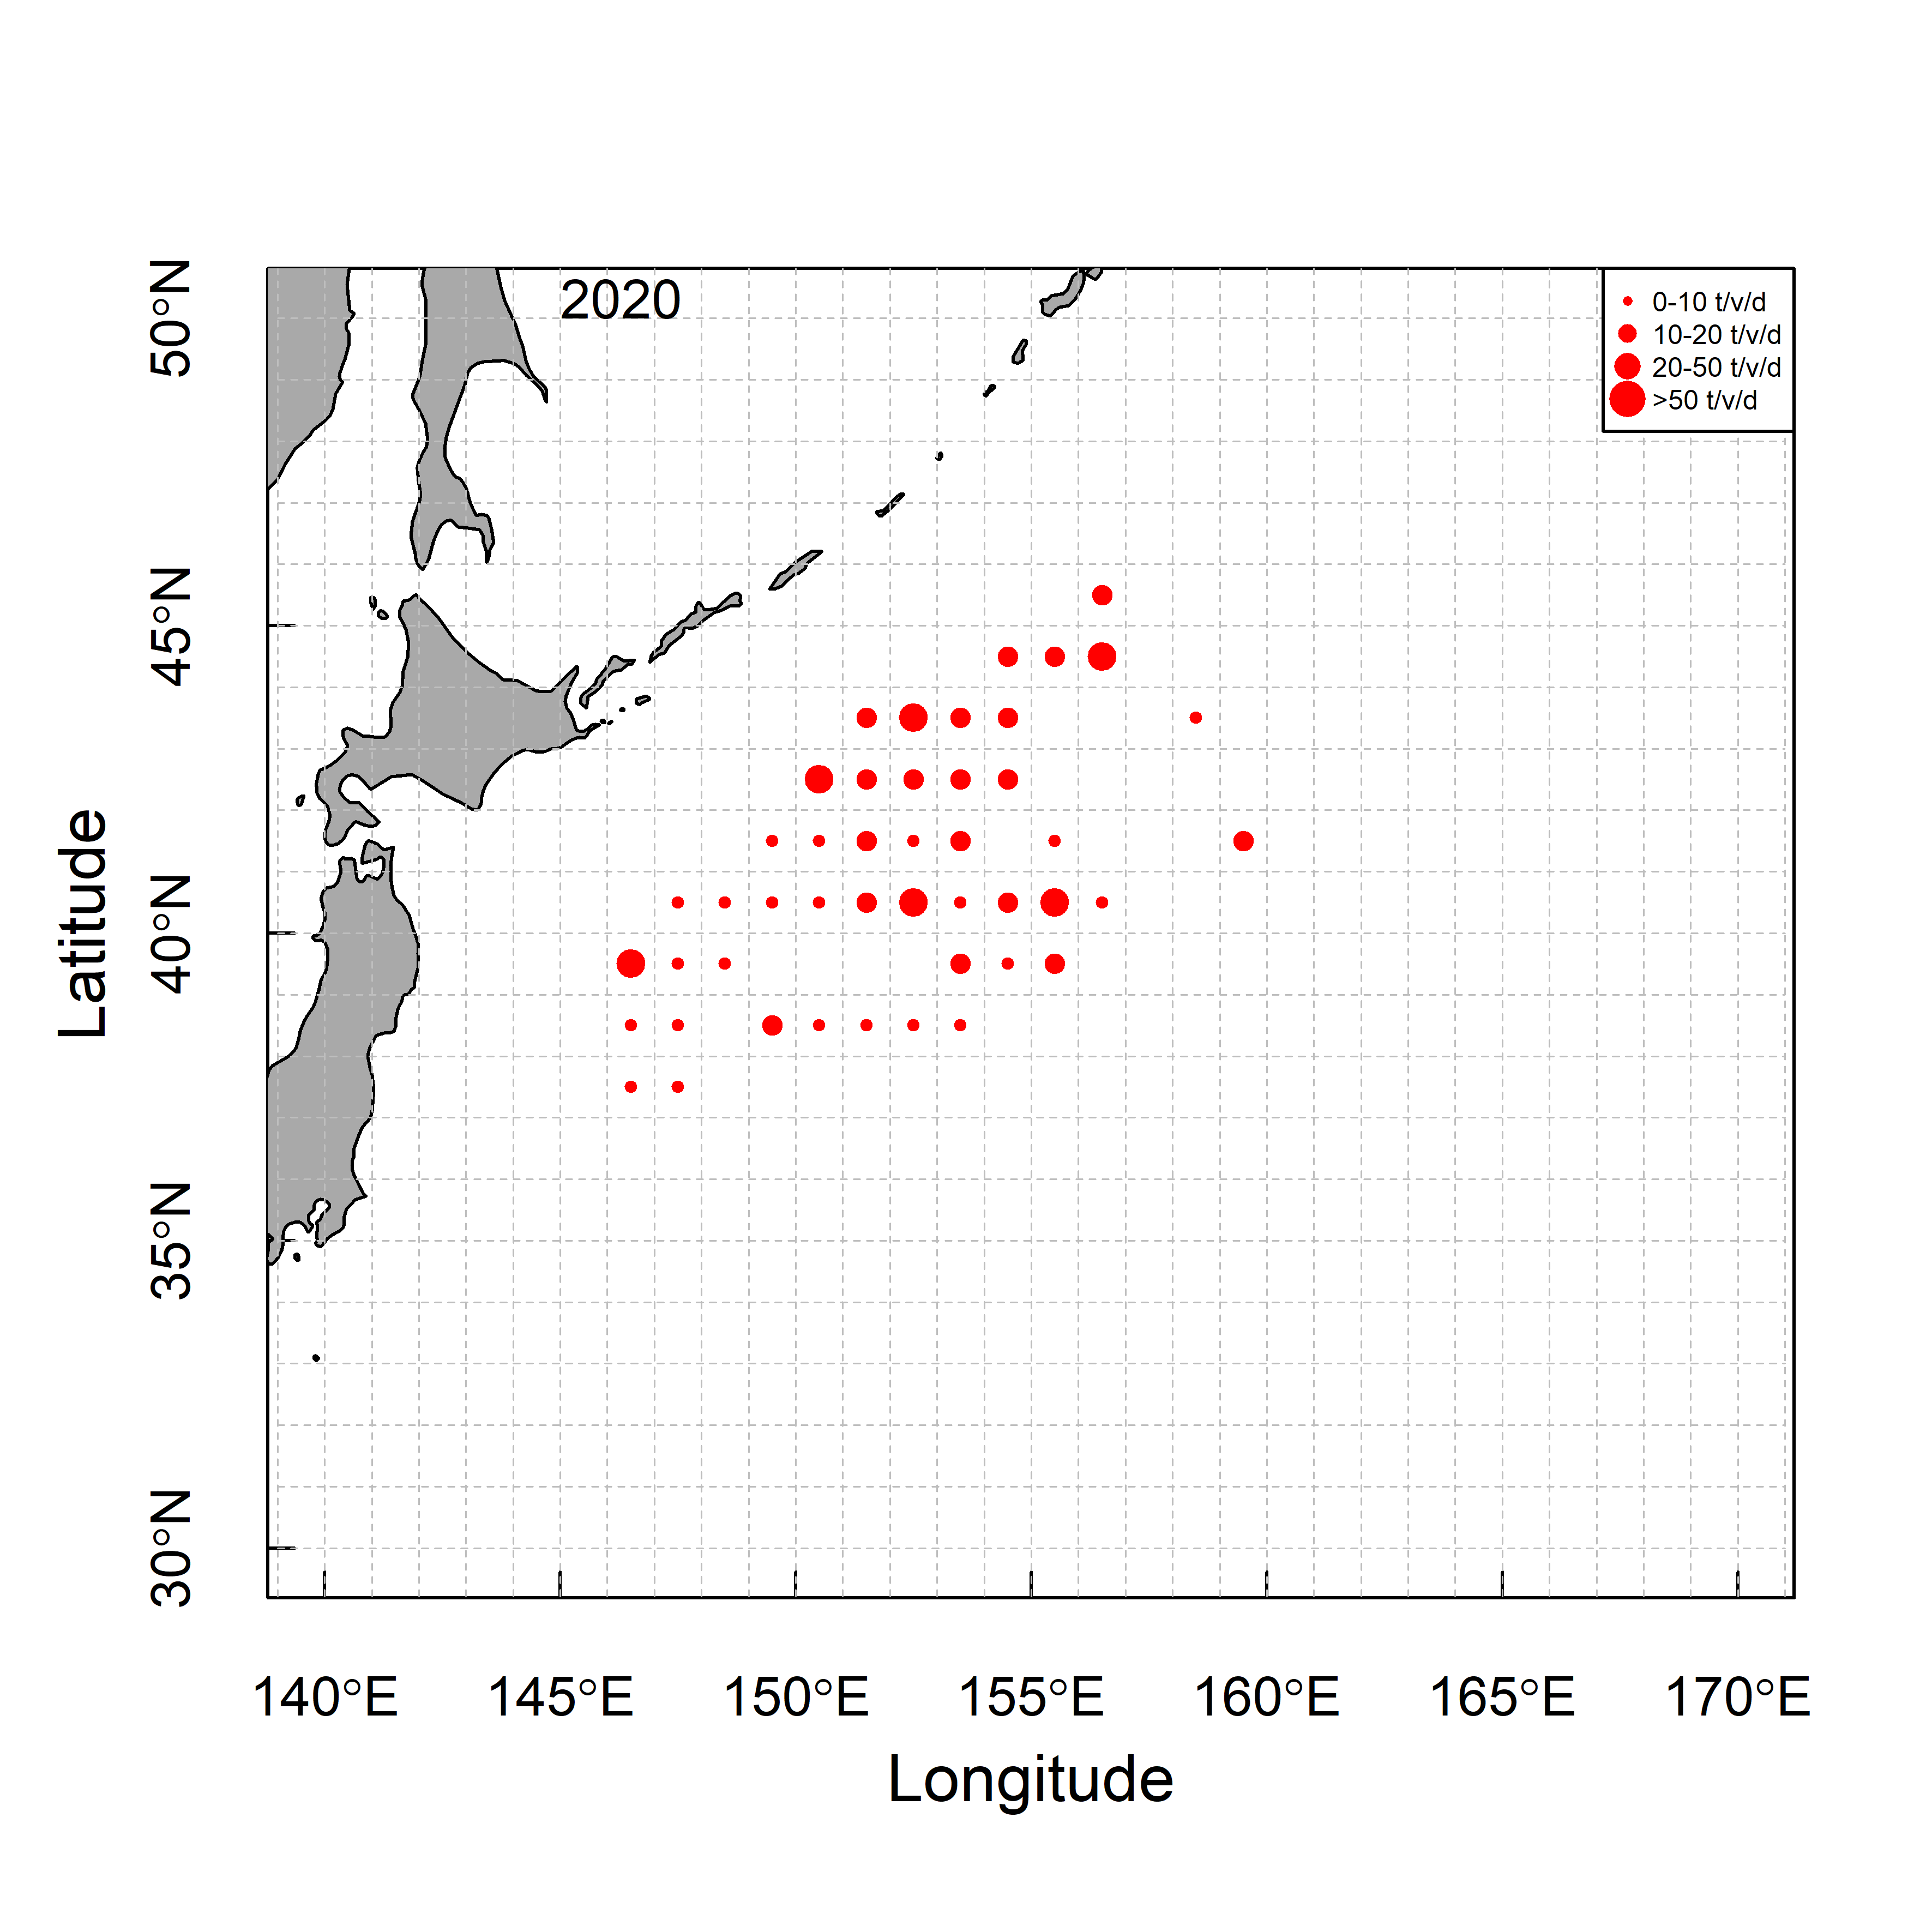 2020
0-10 t/v/d
10-20 t/v/d
20-50 t/v/d
>50 t/v/d
50°N
45°N
40°N
35°N
30°N
Latitude
140°E 145°E 150°E 155°E 160°E 165°E 170°E
Longitude